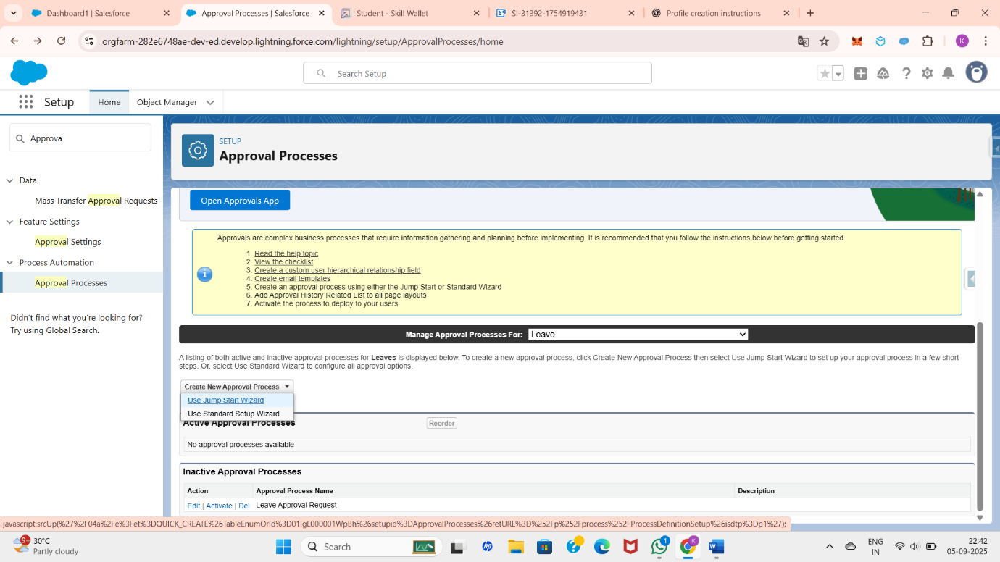 Dashboard1 | Salesforce
Approval Processes | Salesforce
Student - Skill Wallet
SI-31392-1754919431
Profile creation instructions
orgfarm-282e6748ae-dev-ed.develop.lightning.force.com/lightning/setup/ApprovalProcesses/home
K
Search Setup
Setup
Home
Object Manager
Approva
Data
Mass Transfer Approval Requests
Feature Settings
Approval Settings
Process Automation
Approval Processes
Didn't find what you're looking for?
Try using Global Search.
SETUP
Approval Processes
Open Approvals App
Approvals are complex business processes that require information gathering and planning before implementing. It is recommended that you follow the instructions below before getting started.
1. Read the help topic
2. View the checklist
3. Create a custom user hierarchical relationship field
4. Create email templates
5. Create an approval process using either the Jump Start or Standard Wizard
6. Add Approval History Related List to all page layouts
7. Activate the process to deploy to your users
Manage Approval Processes For: Leave
A listing of both active and inactive approval processes for Leaves is displayed below. To create a new approval process, click Create New Approval Process then select Use Jump Start Wizard to set up your approval process in a few short
steps. Or, select Use Standard Wizard to configure all approval options.
Create New Approval Process
Use Jump Start Wizard
Use Standard Setup Wizard
Active Approval Processes
Reorder
No approval processes available
Inactive Approval Processes
Action Approval Process Name Description
Edit | Activate | Del Leave Approval Request
javascript:srcUp(%27%2F04a%2Fe%3Fet%3DQUICK_CREATE%26TableEnumOrId%3D01IgL000001WpBh%26setupid%3DApprovalProcesses%26retURL%3D%252Fp%252Fprocess%252FProcessDefinitionSetup%26isdtp%3Dp1%27);
9+
30°C
Partly cloudy
Search
hp
1
K
ENG
IN
22:42
05-09-2025